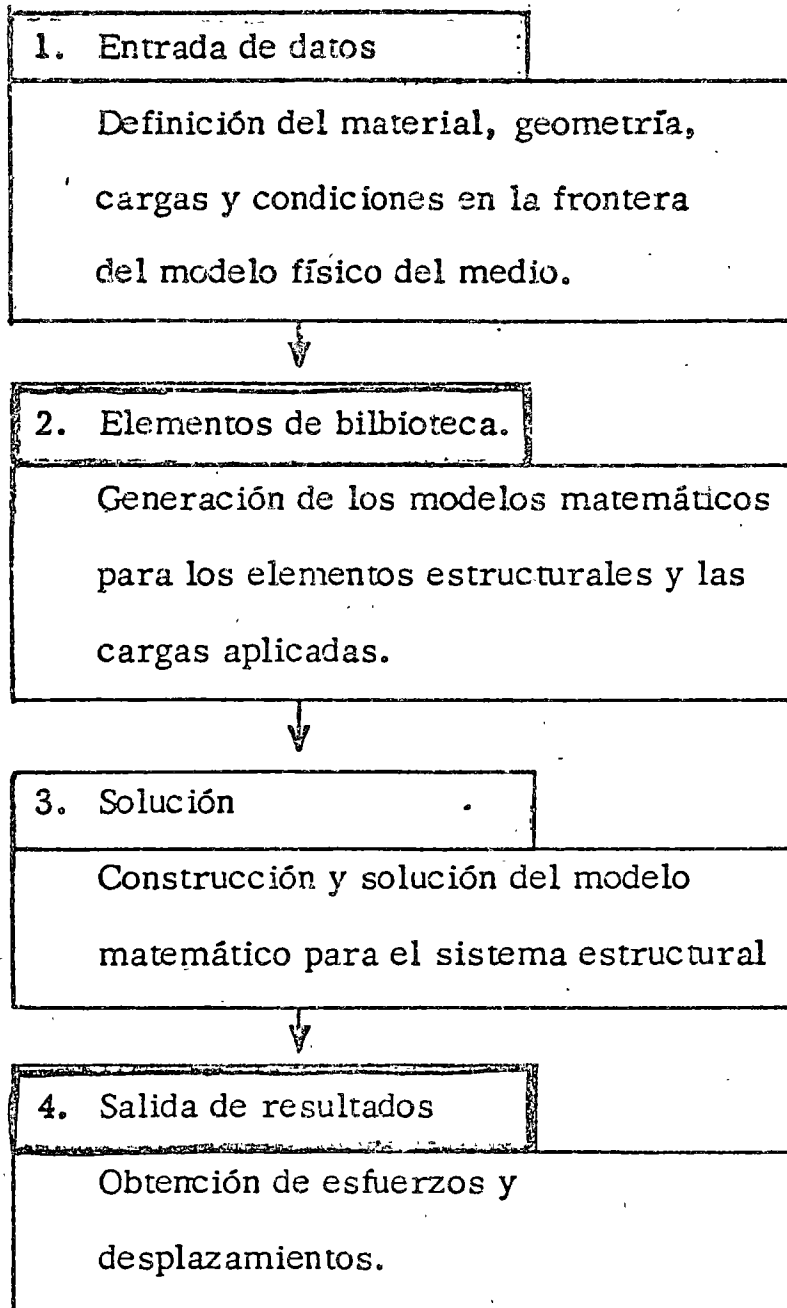 1. Entrada de datos
Definición del material, geometría,
cargas y condiciones en la frontera
del modelo físico del medio.
2. Elementos de bilbioteca.
Generación de los modelos matemáticos
para los elementos estructurales y las
cargas aplicadas.
3. Solución
Construcción y solución del modelo
matemático para el sistema estructural
4. Salida de resultados
Obtención de esfuerzos y
desplazamientos.